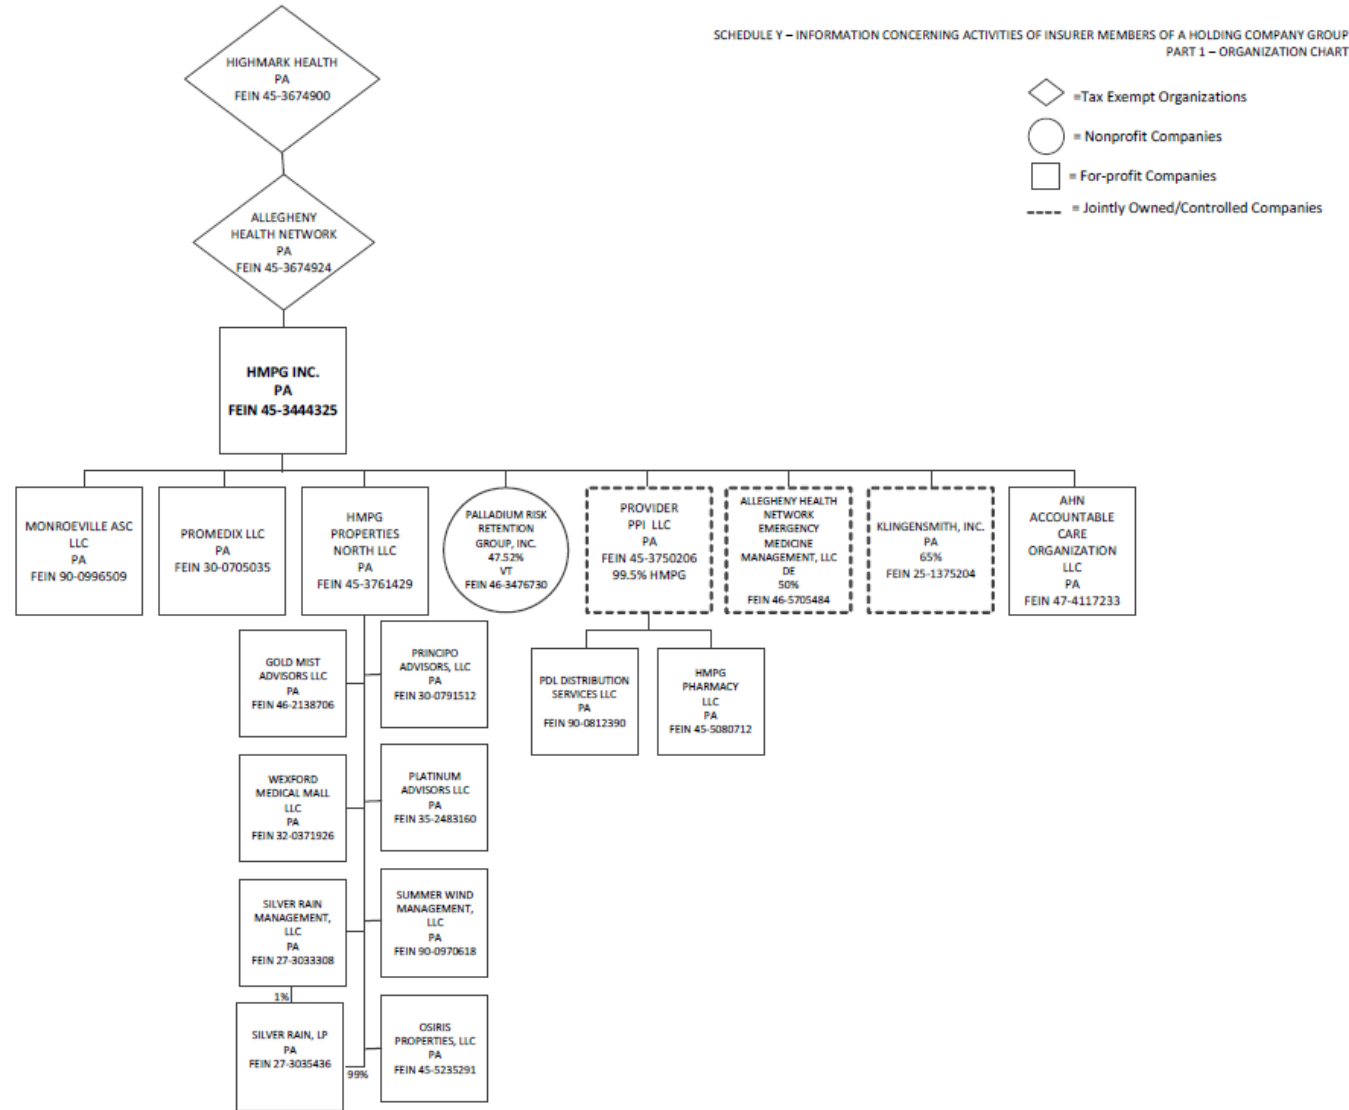 SCHEDULE Y – INFORMATION CONCERNING ACTIVITIES OF INSURER MEMBERS OF A HOLDING COMPANY GROUP
PART 1 – ORGANIZATION CHART
=Tax Exempt Organizations
= Nonprofit Companies
= For-profit Companies
= Jointly Owned/Controlled Companies
HIGHMARK HEALTH
PA
FEIN 45-3674900
ALLEGHENY
HEALTH NETWORK
PA
FEIN 45-3674924
HMPG INC.
PA
FEIN 45-3444325
MONROEVILLE ASC
LLC
PA
FEIN 90-0996509
PROMEDIX LLC
PA
FEIN 30-0705035
HMPG
PROPERTIES
NORTH LLC
PA
FEIN 45-3761429
PALLADIUM RISK
RETENTION
GROUP, INC.
47.52%
VT
FEIN 46-3476730
PROVIDER
PPI LLC
PA
FEIN 45-3750206
99.5% HMPG
ALLEGHENY HEALTH
NETWORK
EMERGENCY
MEDICINE
MANAGEMENT, LLC
DE
50%
FEIN 46-5705484
KLINGENSMITH, INC.
PA
65%
FEIN 25-1375204
AHN
ACCOUNTABLE
CARE
ORGANIZATION
LLC
PA
FEIN 47-4117233
GOLD MIST
ADVISORS LLC
PA
FEIN 46-2138706
PRINCIPO
ADVISORS, LLC
PA
FEIN 30-0791512
PDL DISTRIBUTION
SERVICES LLC
PA
FEIN 90-0812390
HMPG
PHARMACY
LLC
PA
FEIN 45-5080712
WEXFORD
MEDICAL MALL
LLC
PA
FEIN 32-0371926
PLATINUM
ADVISORS LLC
PA
FEIN 35-2483160
SILVER RAIN
MANAGEMENT,
LLC
PA
FEIN 27-3033308
SUMMER WIND
MANAGEMENT,
LLC
PA
FEIN 90-0970618
1%
SILVER RAIN, LP
PA
FEIN 27-3035436
99%
OSIRIS
PROPERTIES, LLC
PA
FEIN 45-5235291